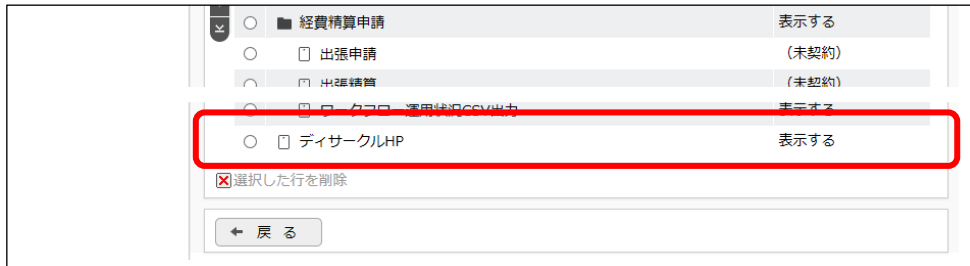 経費精算申請 表示する
出張申請 (未契約)
出張精算 (未契約)
ワークフロー運用状況CSV出力 表示する
ディサークルHP 表示する
選択した行を削除
戻る